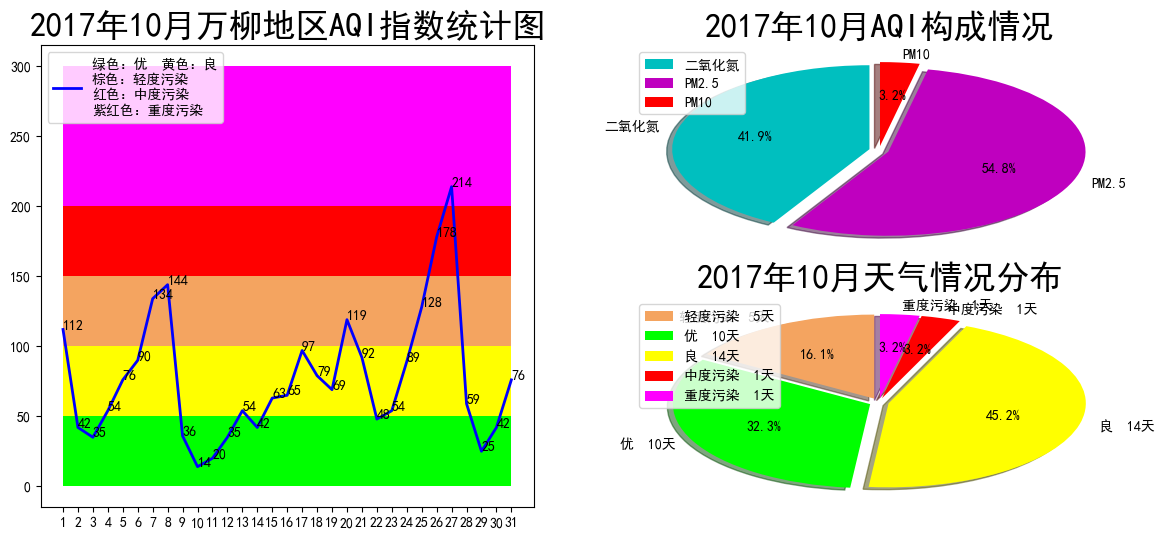 2017年10月万柳地区AQI指数统计图
绿色：优　黄色：良
棕色：轻度污染
红色：中度污染
紫红色：重度污染
300
250
200
150
100
50
0
112
42
35
54
76
90
134
144
36
14
20
35
54
42
63
65
97
79
69
119
92
48
54
89
128
178
214
59
25
42
76
1 2 3 4 5 6 7 8 9 10 11 12 13 14 15 16 17 18 19 20 21 22 23 24 25 26 27 28 29 30 31
2017年10月AQI构成情况
二氧化氮
PM2.5
PM10
PM10
3.2%
二氧化氮
41.9%
54.8%
PM2.5
2017年10月天气情况分布
轻度污染　5天
优　10天
良　14天
中度污染　1天
重度污染　1天
重度污染　1天
中度污染　1天
16.1%
3.2%
3.2%
32.3%
45.2%
优　10天
良　14天